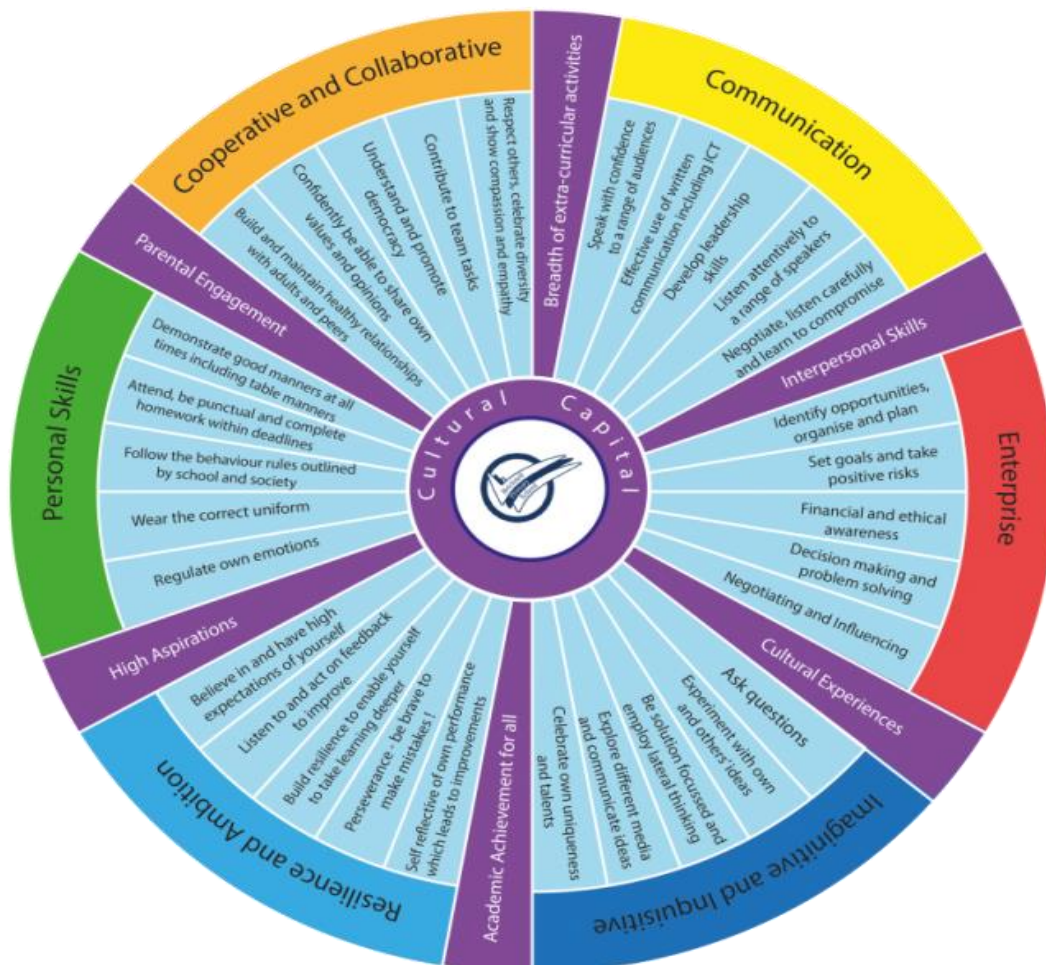 Cultural Capital
Breadth of extra-curricular activities
Communication
Speak with confidence
to a range of audiences
Effective use of written
communication including ICT
Develop leadership
skills
Listen attentively to
a range of speakers
Negotiate, listen carefully
and learn to compromise
Interpersonal Skills
Enterprise
Identify opportunities,
organise and plan
Set goals and take
positive risks
Financial and ethical
awareness
Decision making and
problem solving
Negotiating and Influencing
Cultural Experiences
Imaginitive and Inquisitive
Ask questions
Experiment with own
and others' ideas
Be solution focussed and
employ lateral thinking
Explore different media
and communicate ideas
Celebrate own uniqueness
and talents
Academic Achievement for all
Resilience and Ambition
Self reflective of own performance
which leads to improvements
Perseverance - be brave to
make mistakes !
Build resilience to enable yourself
to take learning deeper
Listen to and act on feedback
to improve
Believe in and have high
expectations of yourself
High Aspirations
Personal Skills
Regulate own emotions
Wear the correct uniform
Follow the behaviour rules outlined
by school and society
Attend, be punctual and complete
homework within deadlines
Demonstrate good manners at all
times including table manners
Parental Engagement
Cooperative and Collaborative
Build and maintain healthy relationships
with adults and peers
Confidently be able to share own
values and opinions
Understand and promote
democracy
Contribute to team tasks
Respect others, celebrate diversity
and show compassion and empathy